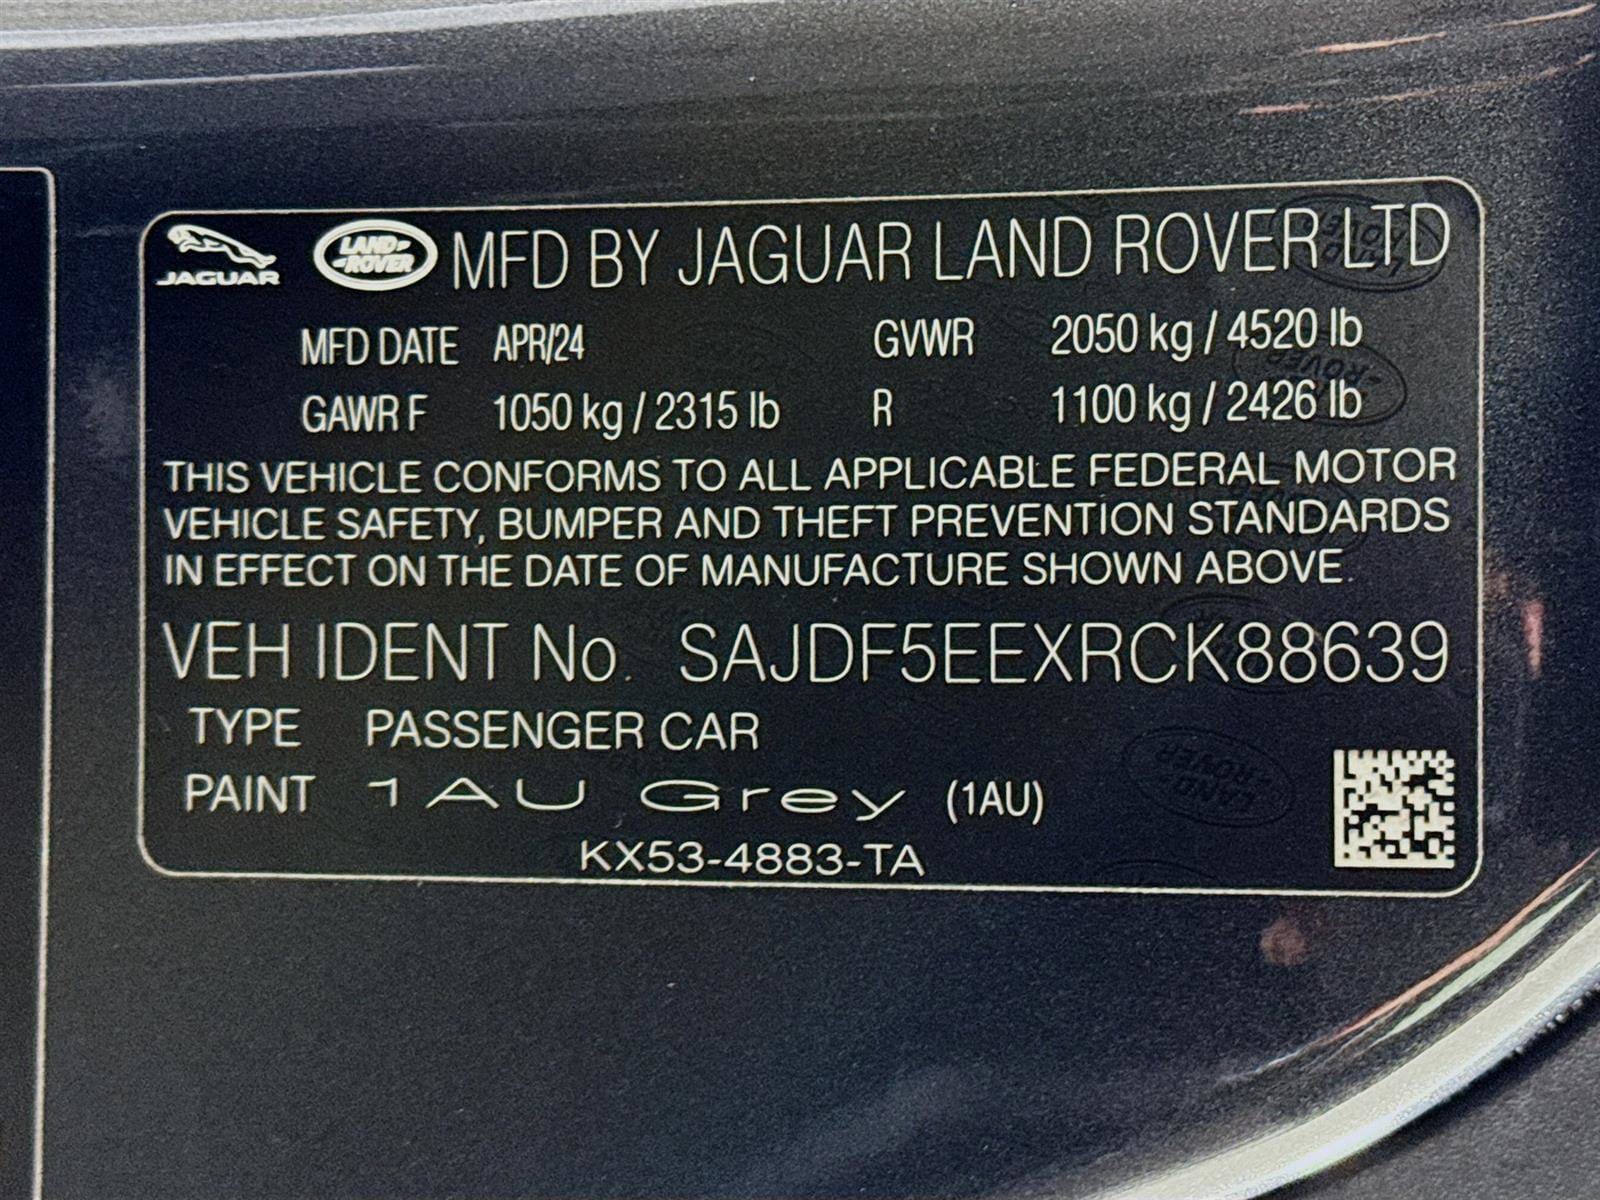 JAGUAR LAND ROVER MFD BY JAGUAR LAND ROVER LTD
MFD DATE APR/24 GVWR 2050 kg / 4520 lb
GAWR F 1050 kg / 2315 lb R 1100 kg / 2426 lb
THIS VEHICLE CONFORMS TO ALL APPLICABLE FEDERAL MOTOR
VEHICLE SAFETY, BUMPER AND THEFT PREVENTION STANDARDS
IN EFFECT ON THE DATE OF MANUFACTURE SHOWN ABOVE.
VEH IDENT No. SAJDF5EEXRCK88639
TYPE PASSENGER CAR
PAINT 1AU Grey (1AU)
KX53-4883-TA